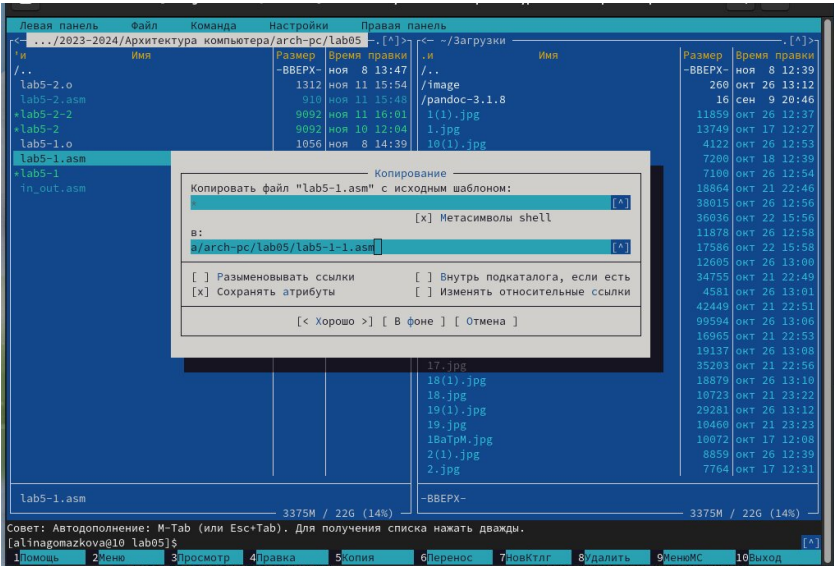 Левая панель Файл Команда Настройки Правая панель
<— .../2023-2024/Архитектура компьютера/arch-pc/lab05 —.[^]>
'и Имя Размер Время правки
/.. -ВВЕРХ- ноя 8 13:47
lab5-2.o 1312 ноя 11 15:54
lab5-2.asm 910 ноя 11 15:48
*lab5-2-2 9092 ноя 11 16:01
*lab5-2 9092 ноя 10 12:04
lab5-1.o 1056 ноя 8 14:39
lab5-1.asm
*lab5-1
in_out.asm
<— ~/Загрузки —.[^]>
.и Имя Размер Время правки
/.. -ВВЕРХ- ноя 8 12:39
/image 260 окт 26 13:12
/pandoc-3.1.8 16 сен 9 20:46
1(1).jpg 11859 окт 26 12:37
1.jpg 13749 окт 17 12:27
10(1).jpg 4122 окт 26 12:53
7200 окт 18 12:39
7100 окт 26 12:54
18864 окт 21 22:46
38015 окт 26 12:56
36036 окт 22 15:56
11878 окт 26 12:58
17586 окт 22 15:58
12605 окт 26 13:00
34755 окт 21 22:49
4581 окт 26 13:01
42449 окт 21 22:51
99594 окт 26 13:06
16965 окт 21 22:53
19137 окт 26 13:08
17.jpg 35203 окт 21 22:56
18(1).jpg 18879 окт 26 13:10
18.jpg 10723 окт 21 23:22
19(1).jpg 29281 окт 26 13:12
19.jpg 10460 окт 21 23:23
1BaTpM.jpg 10072 окт 17 12:08
2(1).jpg 8859 окт 26 12:39
2.jpg 7764 окт 17 12:31
Копирование
Копировать файл "lab5-1.asm" с исходным шаблоном:
* [^]
[x] Метасимволы shell
в:
a/arch-pc/lab05/lab5-1-1.asm [^]
[ ] Разыменовывать ссылки [ ] Внутрь подкаталога, если есть
[x] Сохранять атрибуты [ ] Изменять относительные ссылки
[< Хорошо >] [ В фоне ] [ Отмена ]
lab5-1.asm
3375M / 22G (14%)
-ВВЕРХ-
3375M / 22G (14%)
Совет: Автодополнение: M-Tab (или Esc+Tab). Для получения списка нажать дважды.
[alinagomazkova@10 lab05]$ [^]
1Помощь 2Меню 3Просмотр 4Правка 5Копия 6Перенос 7НовКтлг 8Удалить 9МенюMC 10Выход